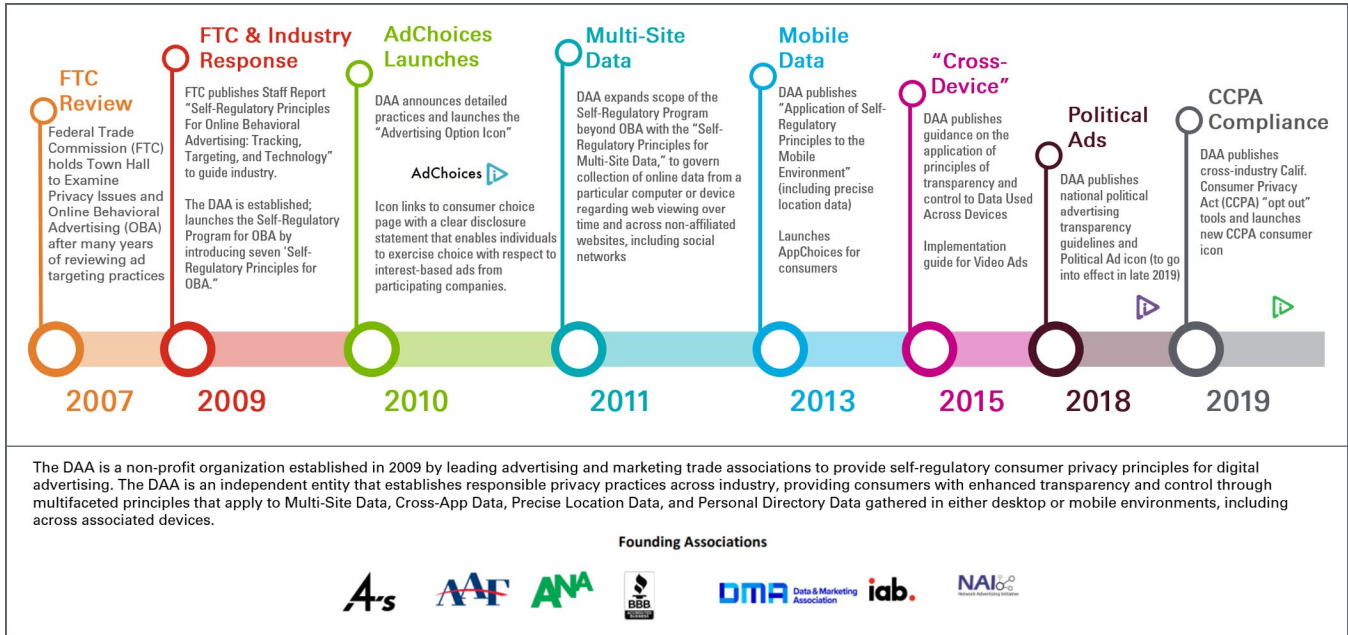 FTC
Review
Federal Trade
Commission (FTC)
holds Town Hall
to Examine
Privacy Issues and
Online Behavioral
Advertising (OBA)
after many years
of reviewing ad
targeting practices
FTC & Industry
Response
FTC publishes Staff Report
"Self-Regulatory Principles
For Online Behavioral
Advertising: Tracking,
Targeting, and Technology"
to guide industry.
The DAA is established;
launches the Self-Regulatory
Program for OBA by
introducing seven 'Self-
Regulatory Principles for
OBA."
AdChoices
Launches
DAA announces detailed
practices and launches the
"Advertising Option Icon"
AdChoices
Icon links to consumer choice
page with a clear disclosure
statement that enables individuals
to exercise choice with respect to
interest-based ads from
participating companies.
Multi-Site
Data
DAA expands scope of the
Self-Regulatory Program
beyond OBA with the "Self-
Regulatory Principles for
Multi-Site Data," to govern
collection of online data from a
particular computer or device
regarding web viewing over
time and across non-affiliated
websites, including social
networks
Mobile
Data
DAA publishes
"Application of Self-
Regulatory
Principles to the
Mobile
Environment"
(including precise
location data)
Launches
AppChoices for
consumers
"Cross-
Device"
DAA publishes
guidance on the
application of
principles of
transparency and
control to Data Used
Across Devices
Implementation
guide for Video Ads
Political
Ads
DAA publishes
national political
advertising
transparency
guidelines and
Political Ad icon (to go
into effect in late 2019)
CCPA
Compliance
DAA publishes
cross-industry Calif.
Consumer Privacy
Act (CCPA) "opt out"
tools and launches
new CCPA consumer
icon
2007
2009
2010
2011
2013
2015
2018
2019
The DAA is a non-profit organization established in 2009 by leading advertising and marketing trade associations to provide self-regulatory consumer privacy principles for digital
advertising. The DAA is an independent entity that establishes responsible privacy practices across industry, providing consumers with enhanced transparency and control through
multifaceted principles that apply to Multi-Site Data, Cross-App Data, Precise Location Data, and Personal Directory Data gathered in either desktop or mobile environments, including
across associated devices.
Founding Associations
4A's
AAF
ANA
BBB
ACCREDITED
BUSINESS
DMA
Data & Marketing
Association
iab.
NAI
Network Advertising Initiative